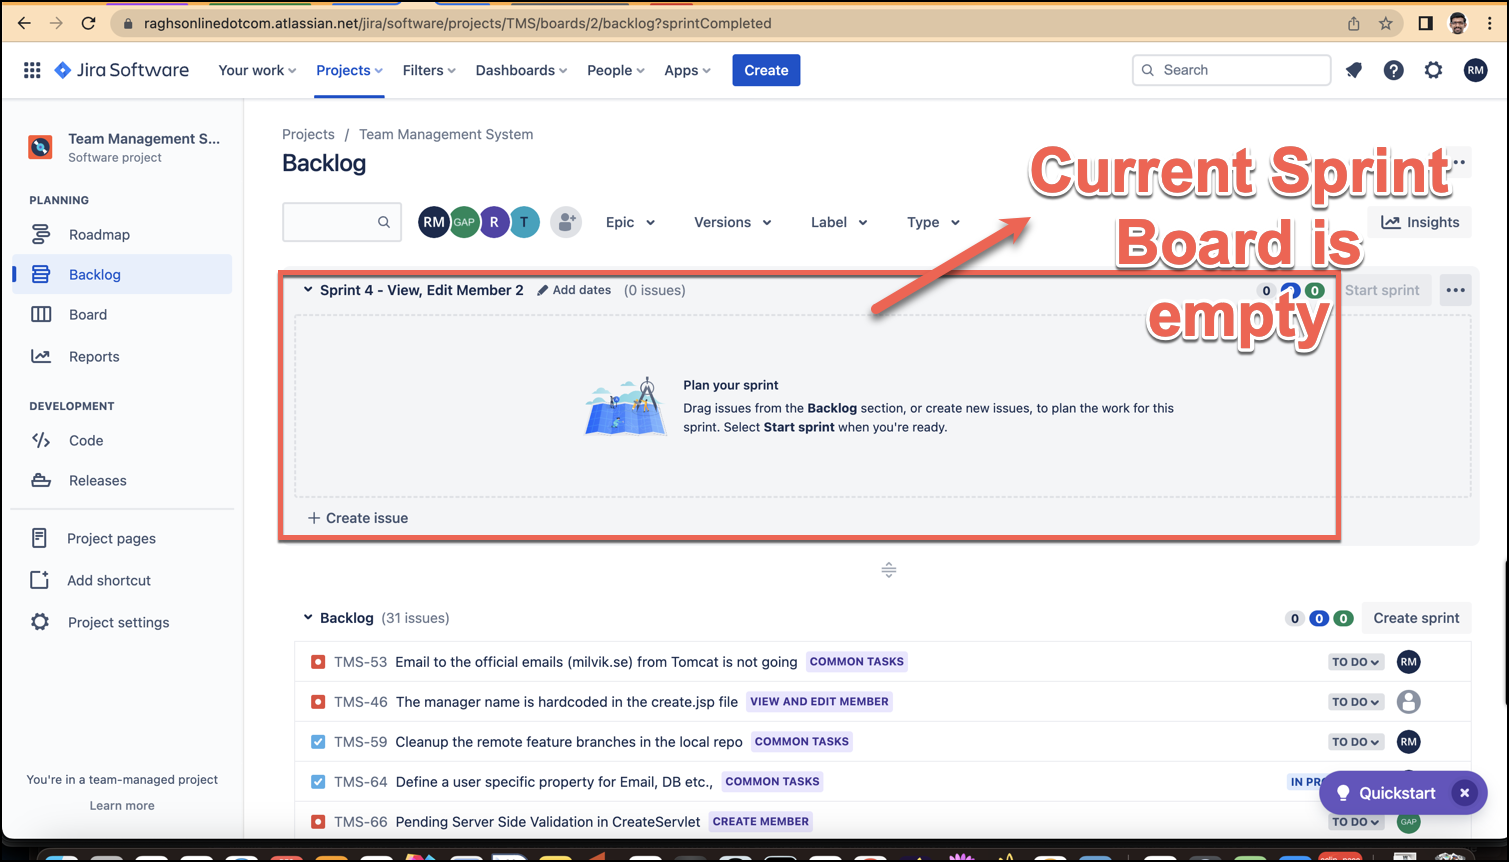 raghsonlinedotcom.atlassian.net/jira/software/projects/TMS/boards/2/backlog?sprintCompleted
Jira Software
Your work
Projects
Filters
Dashboards
People
Apps
Create
Search
RM
Team Management S...
Software project
PLANNING
Roadmap
Backlog
Board
Reports
DEVELOPMENT
Code
Releases
Project pages
Add shortcut
Project settings
You're in a team-managed project
Learn more
Projects / Team Management System
Backlog
Current Sprint
Board is
empty
RM GAP R T
Epic
Versions
Label
Type
Insights
Sprint 4 - View, Edit Member 2 Add dates (0 issues)
0 0 Start sprint
Plan your sprint
Drag issues from the Backlog section, or create new issues, to plan the work for this
sprint. Select Start sprint when you're ready.
+ Create issue
Backlog (31 issues)
0 0 0 Create sprint
TMS-53 Email to the official emails (milvik.se) from Tomcat is not going COMMON TASKS TO DO RM
TMS-46 The manager name is hardcoded in the create.jsp file VIEW AND EDIT MEMBER TO DO
TMS-59 Cleanup the remote feature branches in the local repo COMMON TASKS TO DO RM
TMS-64 Define a user specific property for Email, DB etc., COMMON TASKS IN PRO
TMS-66 Pending Server Side Validation in CreateServlet CREATE MEMBER TO DO GAP
Quickstart